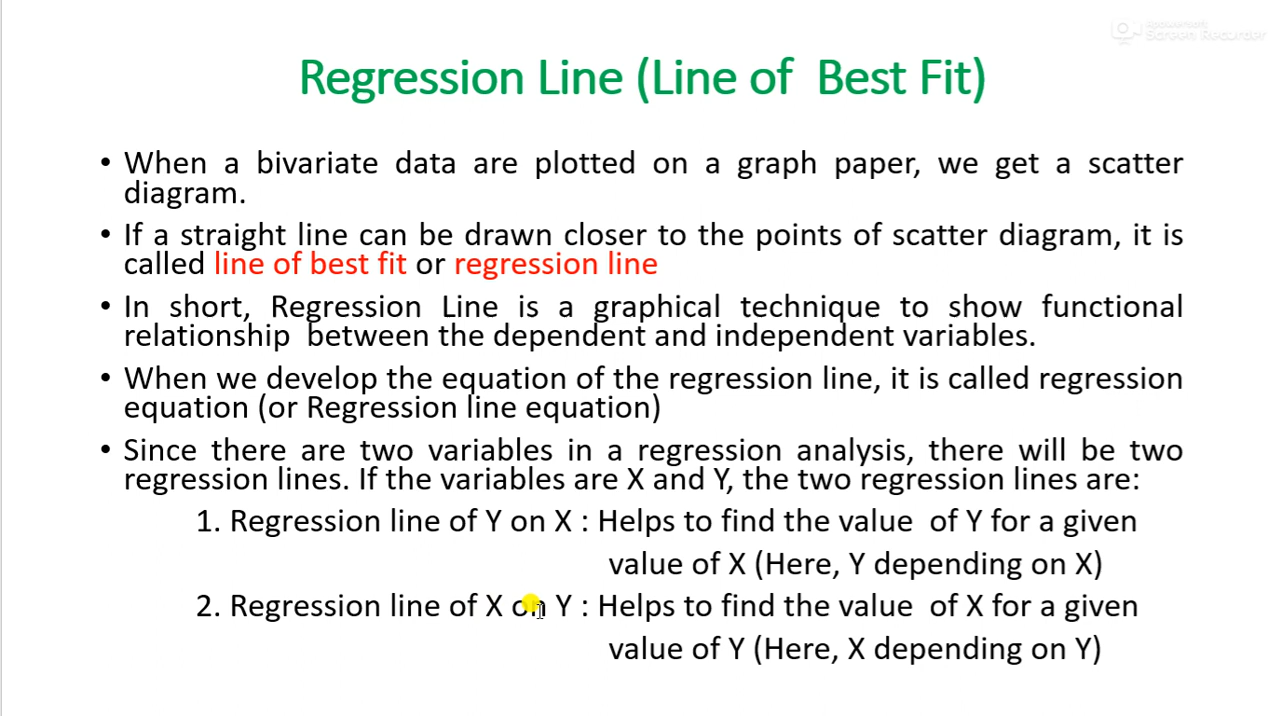 Apowersoft
Screen Recorder
Regression Line (Line of Best Fit)
• When a bivariate data are plotted on a graph paper, we get a scatter
diagram.
• If a straight line can be drawn closer to the points of scatter diagram, it is
called line of best fit or regression line
• In short, Regression Line is a graphical technique to show functional
relationship between the dependent and independent variables.
• When we develop the equation of the regression line, it is called regression
equation (or Regression line equation)
• Since there are two variables in a regression analysis, there will be two
regression lines. If the variables are X and Y, the two regression lines are:
1. Regression line of Y on X : Helps to find the value of Y for a given
value of X (Here, Y depending on X)
2. Regression line of X on Y : Helps to find the value of X for a given
value of Y (Here, X depending on Y)